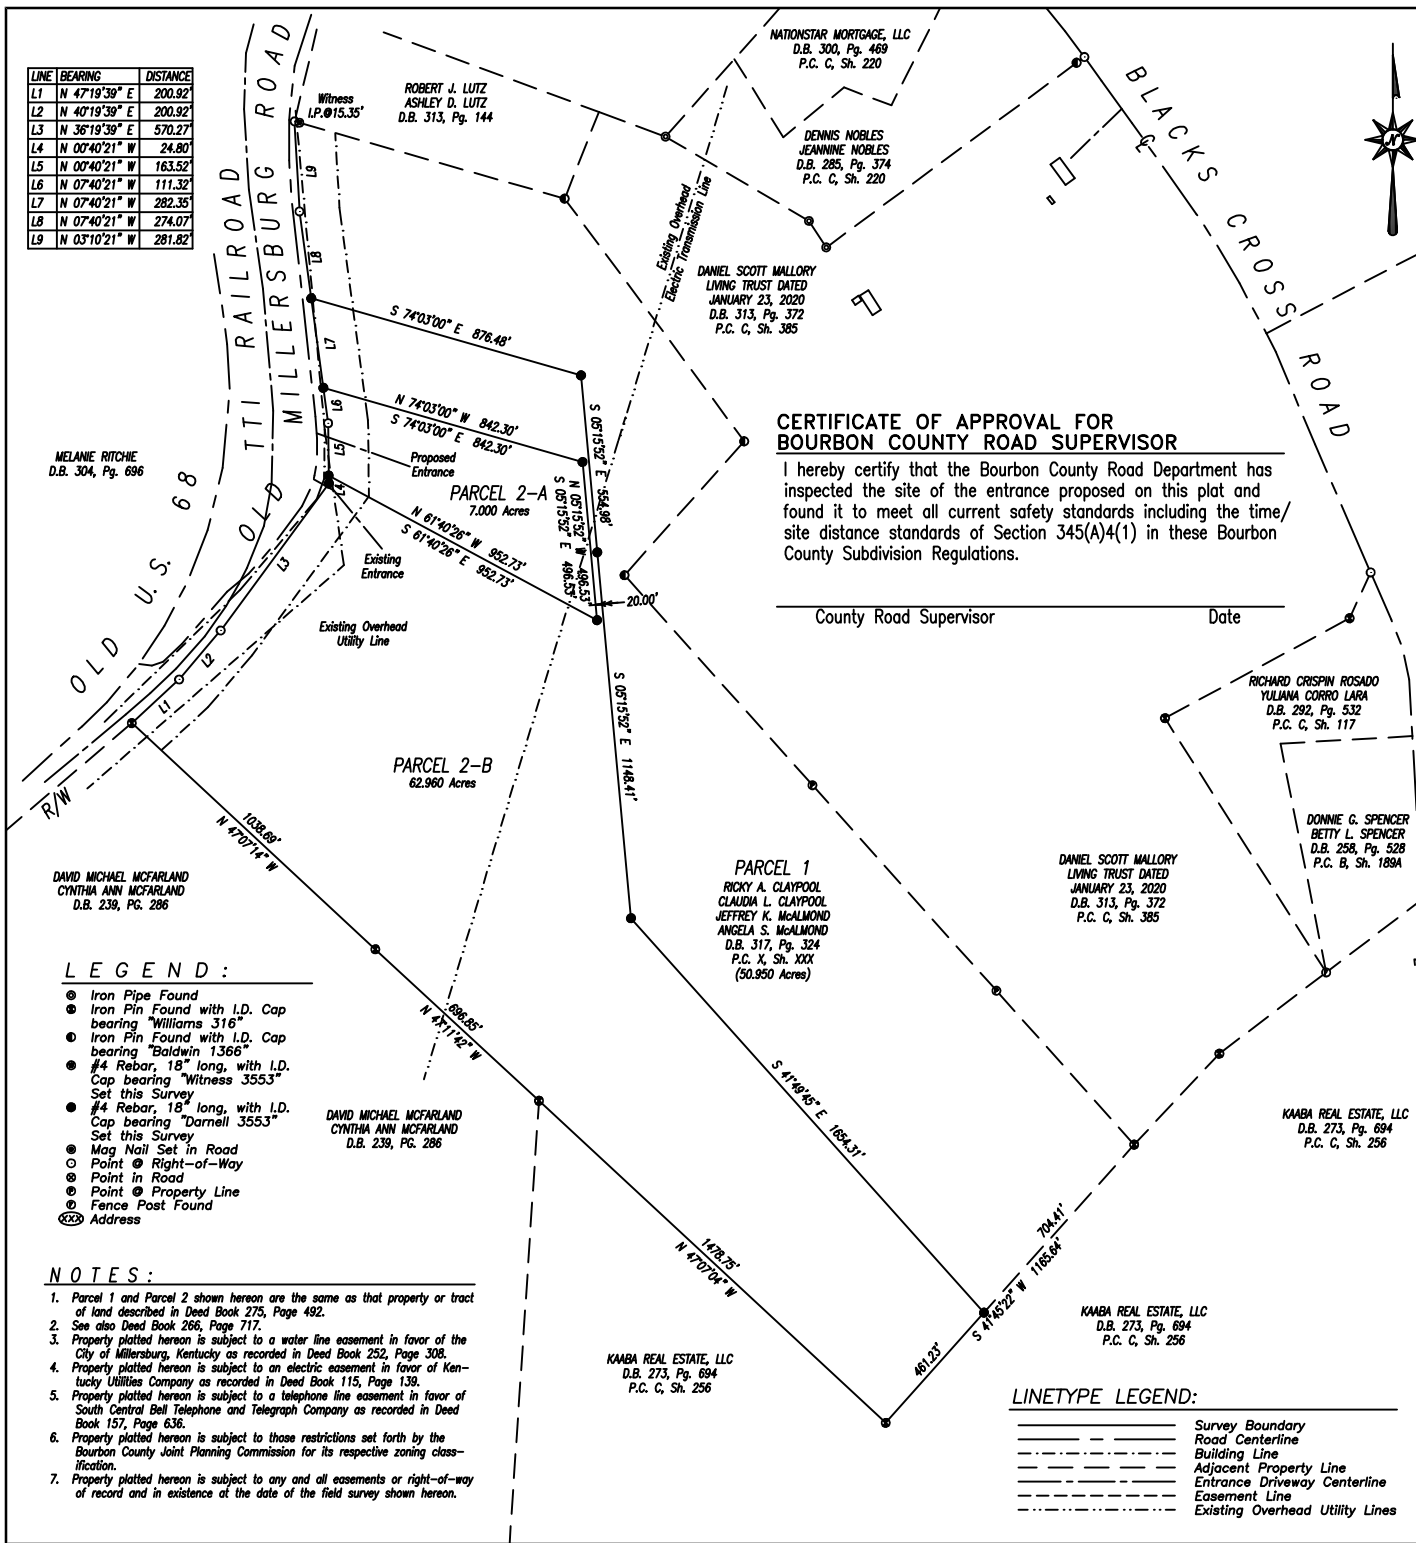 LINE BEARING DISTANCE
L1 N 47°19'39" E 200.92'
L2 N 40°19'39" E 200.92'
L3 N 36°19'39" E 570.27'
L4 N 00°40'21" W 24.80'
L5 N 00°40'21" W 163.52'
L6 N 07°40'21" W 111.32'
L7 N 07°40'21" W 282.35'
L8 N 07°40'21" W 274.07'
L9 N 03°10'21" W 281.82'
Witness
I.P.@15.35'
ROBERT J. LUTZ
ASHLEY D. LUTZ
D.B. 313, Pg. 144
NATIONSTAR MORTGAGE, LLC
D.B. 300, Pg. 469
P.C. C, Sh. 220
DENNIS NOBLES
JEANNINE NOBLES
D.B. 285, Pg. 374
P.C. C, Sh. 220
BLACKS CROSS ROAD
N
Existing Overhead
Electric Transmission Line
DANIEL SCOTT MALLORY
LIVING TRUST DATED
JANUARY 23, 2020
D.B. 313, Pg. 372
P.C. C, Sh. 385
TTI RAILROAD
OLD MILLERSBURG ROAD
OLD U.S. 68
R/W
MELANIE RITCHIE
D.B. 304, Pg. 696
L9
L8
L7
L6
L5
L4
L3
L2
L1
S 74°03'00" E 876.48'
N 74°03'00" W 842.30'
S 74°03'00" E 842.30'
Proposed
Entrance
PARCEL 2-A
7.000 Acres
N 61°40'26" W 952.73'
S 61°40'26" E 952.73'
S 05°15'52" E 554.98'
N 05°15'52" W 496.53'
S 05°15'52" E 496.53'
20.00'
Existing
Entrance
Existing Overhead
Utility Line
CERTIFICATE OF APPROVAL FOR
BOURBON COUNTY ROAD SUPERVISOR
I hereby certify that the Bourbon County Road Department has
inspected the site of the entrance proposed on this plat and
found it to meet all current safety standards including the time/
site distance standards of Section 345(A)4(1) in these Bourbon
County Subdivision Regulations.
County Road Supervisor Date
S 05°15'52" E 1148.41'
PARCEL 2-B
62.960 Acres
RICHARD CRISPIN ROSADO
YULIANA CORRO LARA
D.B. 292, Pg. 532
P.C. C, Sh. 117
DONNIE G. SPENCER
BETTY L. SPENCER
D.B. 258, Pg. 528
P.C. B, Sh. 189A
1038.69'
N 47°07'14" W
DAVID MICHAEL MCFARLAND
CYNTHIA ANN MCFARLAND
D.B. 239, PG. 286
PARCEL 1
RICKY A. CLAYPOOL
CLAUDIA L. CLAYPOOL
JEFFREY K. McALMOND
ANGELA S. McALMOND
D.B. 317, Pg. 324
P.C. X, Sh. XXX
(50.950 Acres)
DANIEL SCOTT MALLORY
LIVING TRUST DATED
JANUARY 23, 2020
D.B. 313, Pg. 372
P.C. C, Sh. 385
LEGEND:
Iron Pipe Found
Iron Pin Found with I.D. Cap
bearing "Williams 316"
Iron Pin Found with I.D. Cap
bearing "Baldwin 1366"
#4 Rebar, 18" long, with I.D.
Cap bearing "Witness 3553"
Set this Survey
#4 Rebar, 18" long, with I.D.
Cap bearing "Darnell 3553"
Set this Survey
Mag Nail Set in Road
Point @ Right-of-Way
Point in Road
Point @ Property Line
Fence Post Found
XXX Address
696.85'
DAVID MICHAEL MCFARLAND
CYNTHIA ANN MCFARLAND
D.B. 239, PG. 286
S 41°49'45" E 1654.31'
KAABA REAL ESTATE, LLC
D.B. 273, Pg. 694
P.C. C, Sh. 256
1478.75'
N 47°07'04" W
704.41'
S 41°45'22" W 1165.64'
461.23'
KAABA REAL ESTATE, LLC
D.B. 273, Pg. 694
P.C. C, Sh. 256
KAABA REAL ESTATE, LLC
D.B. 273, Pg. 694
P.C. C, Sh. 256
NOTES:
1. Parcel 1 and Parcel 2 shown hereon are the same as that property or tract
of land described in Deed Book 275, Page 492.
2. See also Deed Book 266, Page 717.
3. Property platted hereon is subject to a water line easement in favor of the
City of Millersburg, Kentucky as recorded in Deed Book 252, Page 308.
4. Property platted hereon is subject to an electric easement in favor of Ken-
tucky Utilities Company as recorded in Deed Book 115, Page 139.
5. Property platted hereon is subject to a telephone line easement in favor of
South Central Bell Telephone and Telegraph Company as recorded in Deed
Book 157, Page 636.
6. Property platted hereon is subject to those restrictions set forth by the
Bourbon County Joint Planning Commission for its respective zoning class-
ification.
7. Property platted hereon is subject to any and all easements or right-of-way
of record and in existence at the date of the field survey shown hereon.
LINETYPE LEGEND:
Survey Boundary
Road Centerline
Building Line
Adjacent Property Line
Entrance Driveway Centerline
Easement Line
Existing Overhead Utility Lines